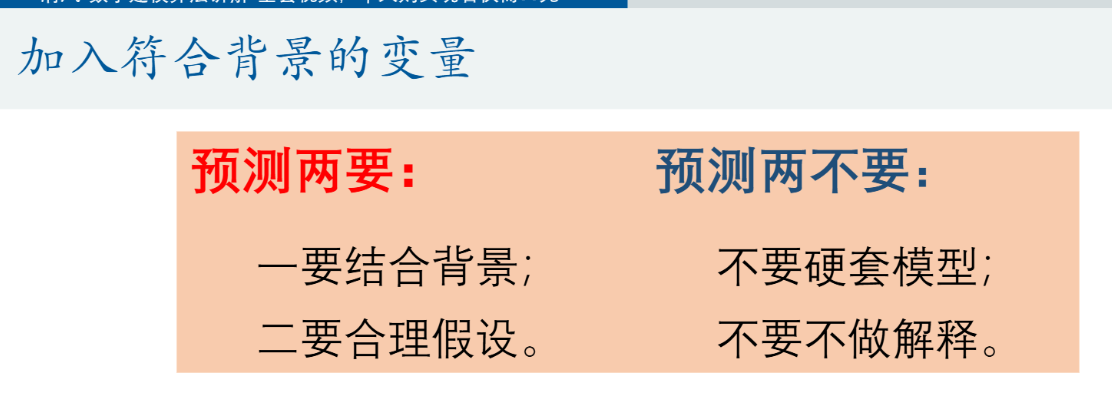 加入符合背景的变量
预测两要：
一要结合背景；
二要合理假设。
预测两不要：
不要硬套模型；
不要不做解释。